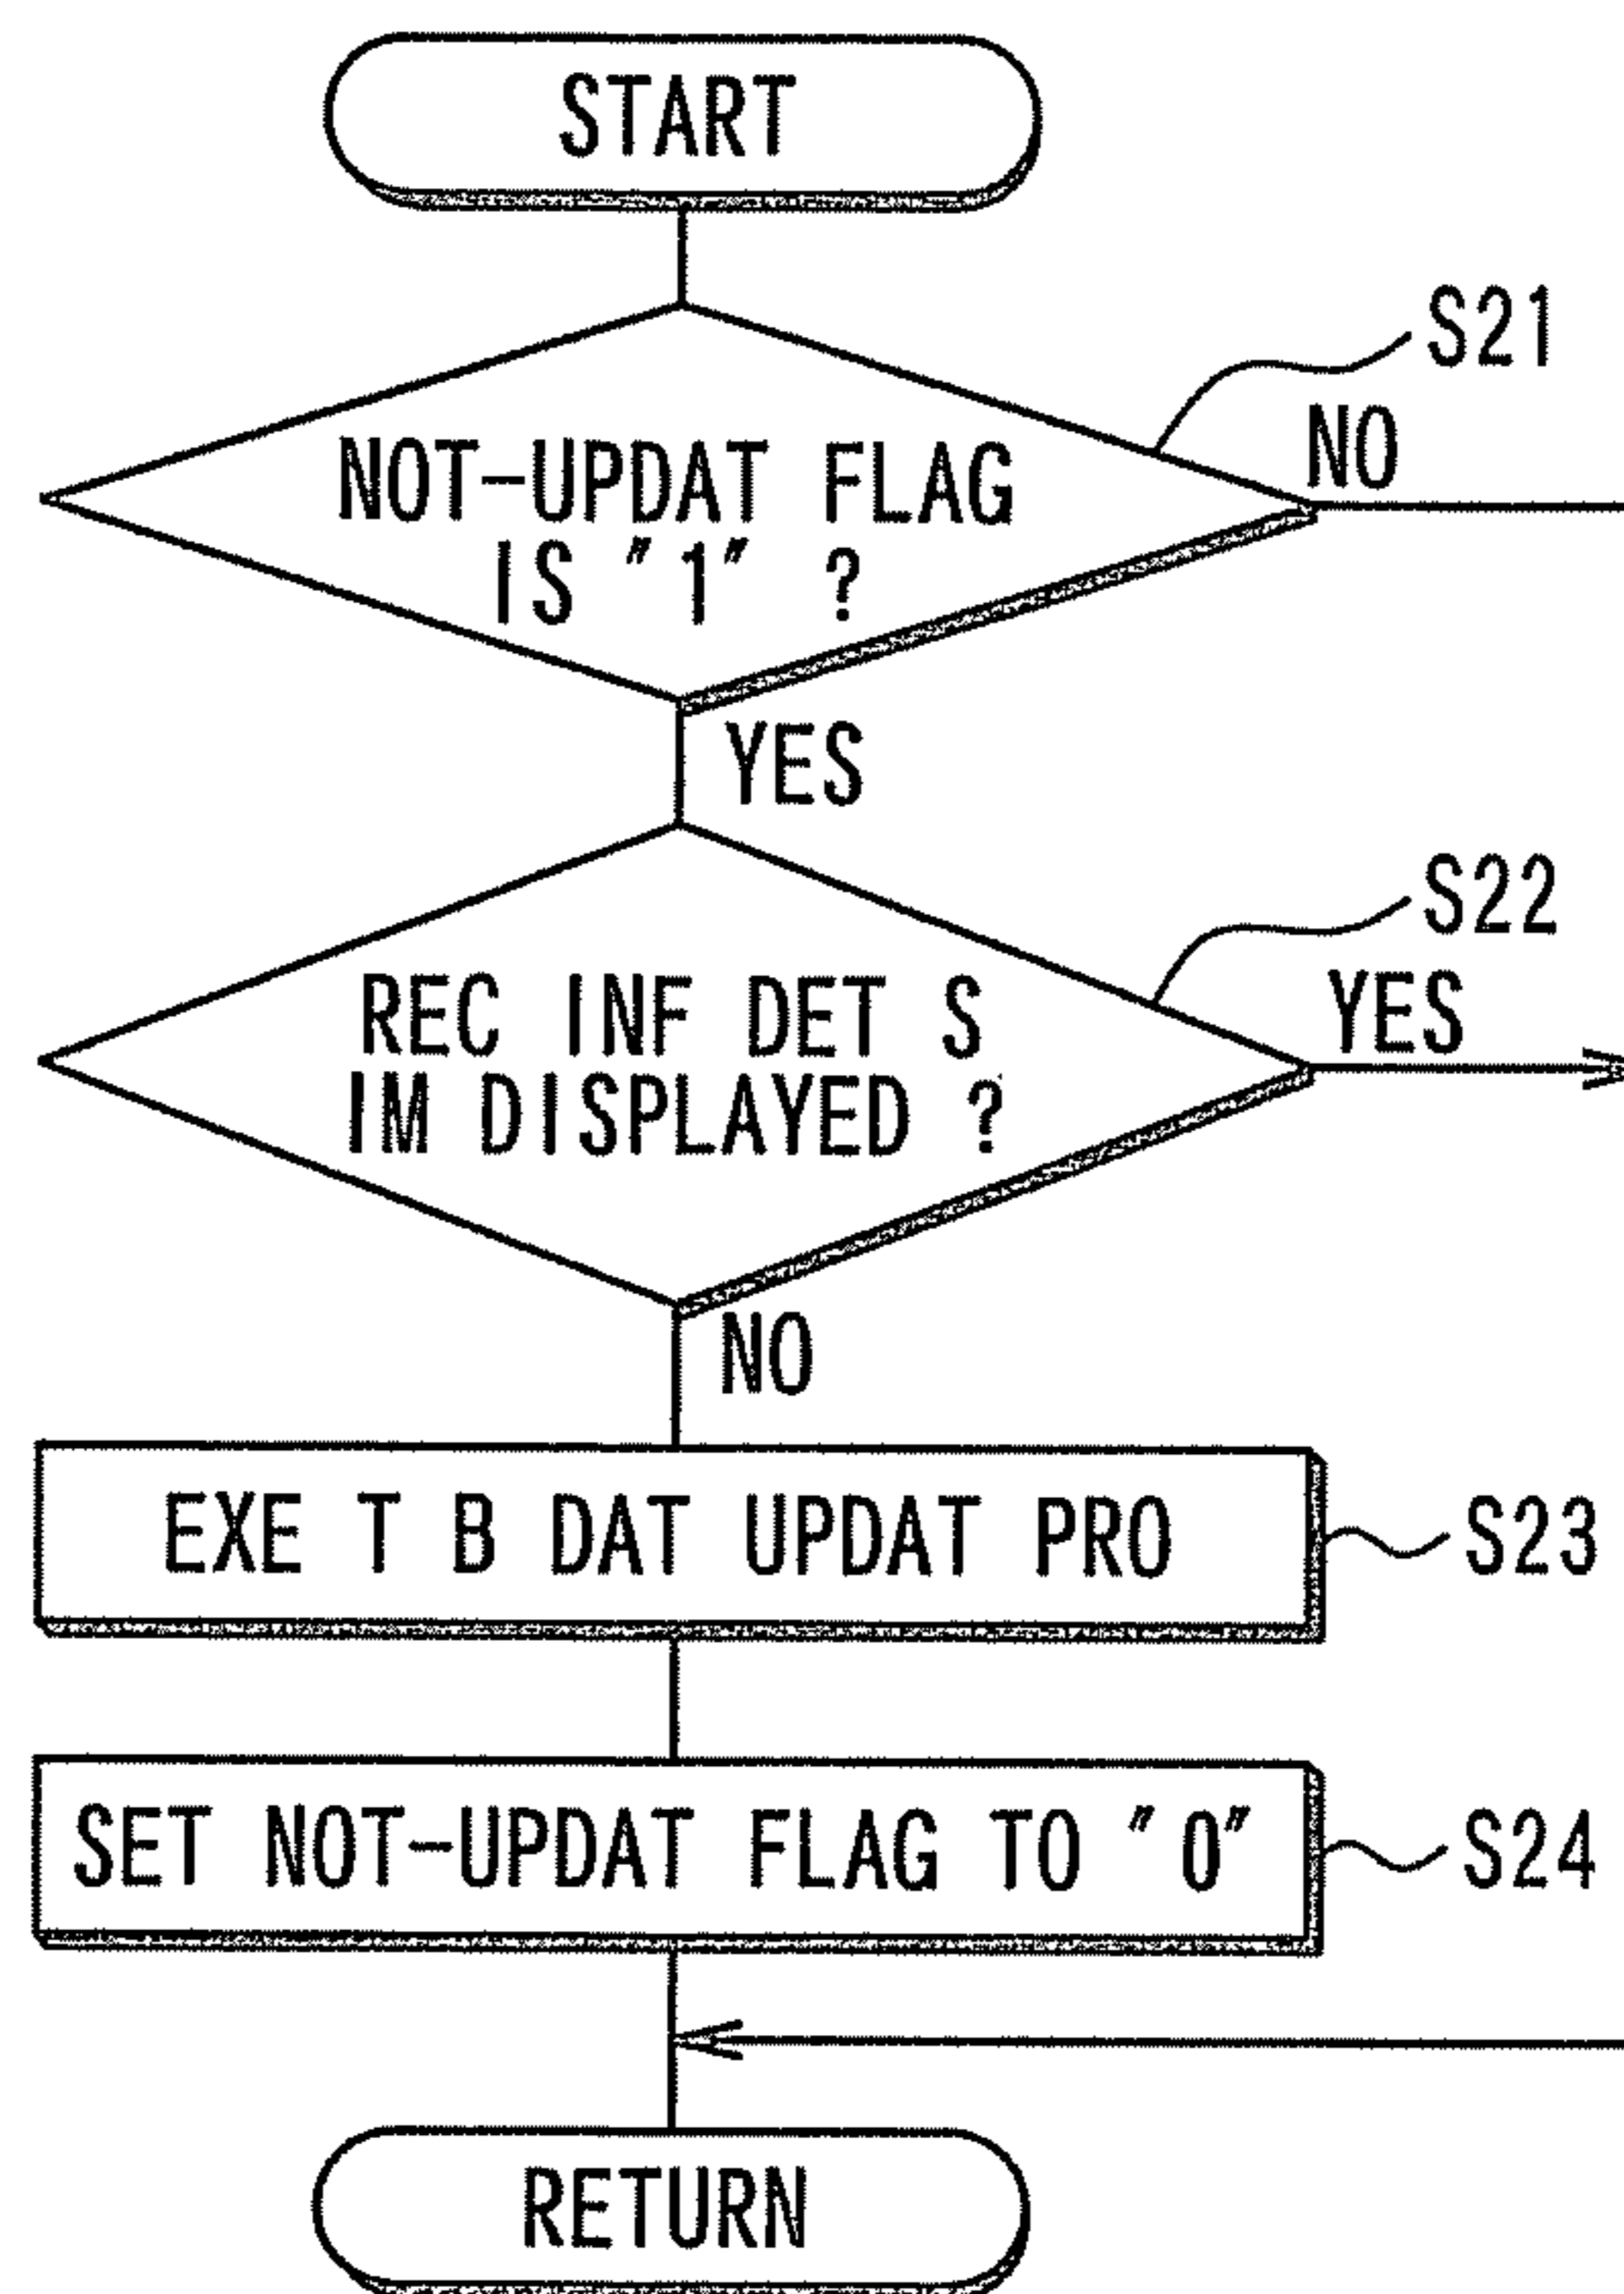 START
S21
NOT-UPDAT FLAG
IS "1" ?
NO
YES
S22
REC INF DET S
IM DISPLAYED ?
YES
NO
EXE T B DAT UPDAT PRO
S23
SET NOT-UPDAT FLAG TO "0"
S24
RETURN